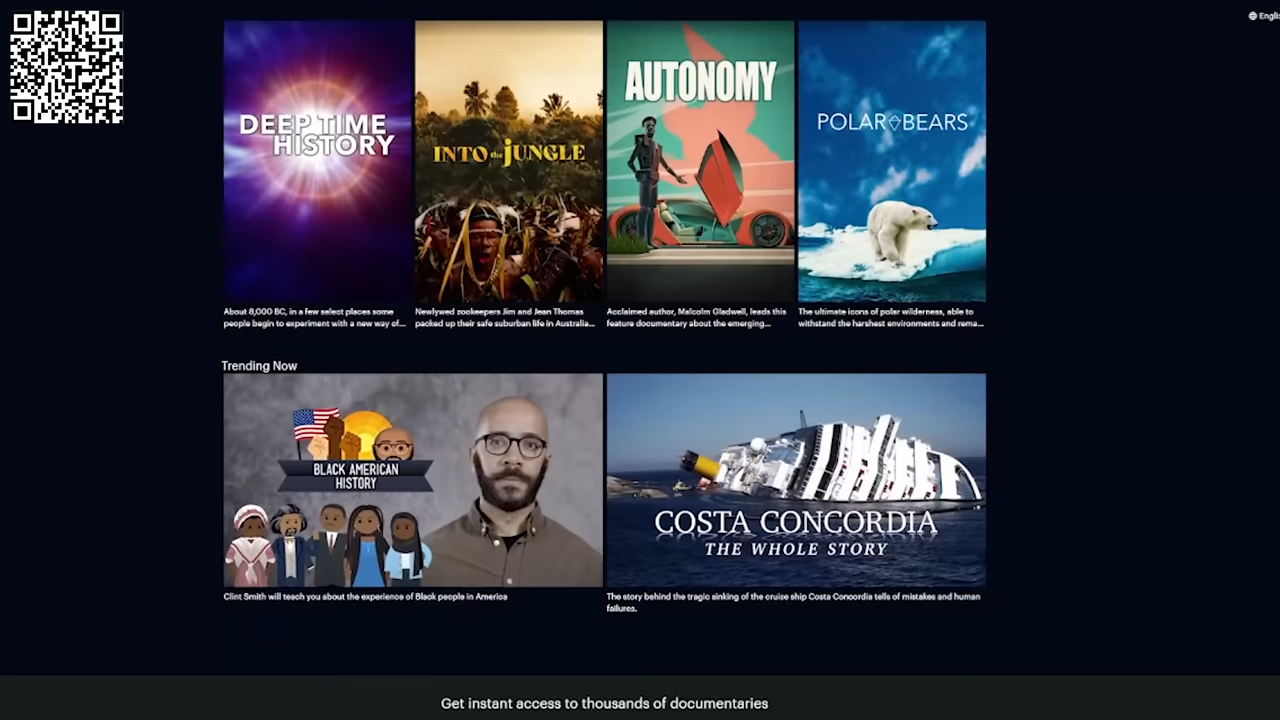 Englis
DEEP TIME
HISTORY
INTO the JUNGLE
AUTONOMY
POLAR BEARS
About 8,000 BC, in a few select places some
people begin to experiment with a new way of...
Newlywed zookeepers Jim and Jean Thomas
packed up their safe suburban life in Australia...
Acclaimed author, Malcolm Gladwell, leads this
feature documentary about the emerging...
The ultimate icons of polar wilderness, able to
withstand the harshest environments and rema...
Trending Now
BLACK AMERICAN
HISTORY
COSTA CONCORDIA
THE WHOLE STORY
Clint Smith will teach you about the experience of Black people in America
The story behind the tragic sinking of the cruise ship Costa Concordia tells of mistakes and human
failures.
Get instant access to thousands of documentaries